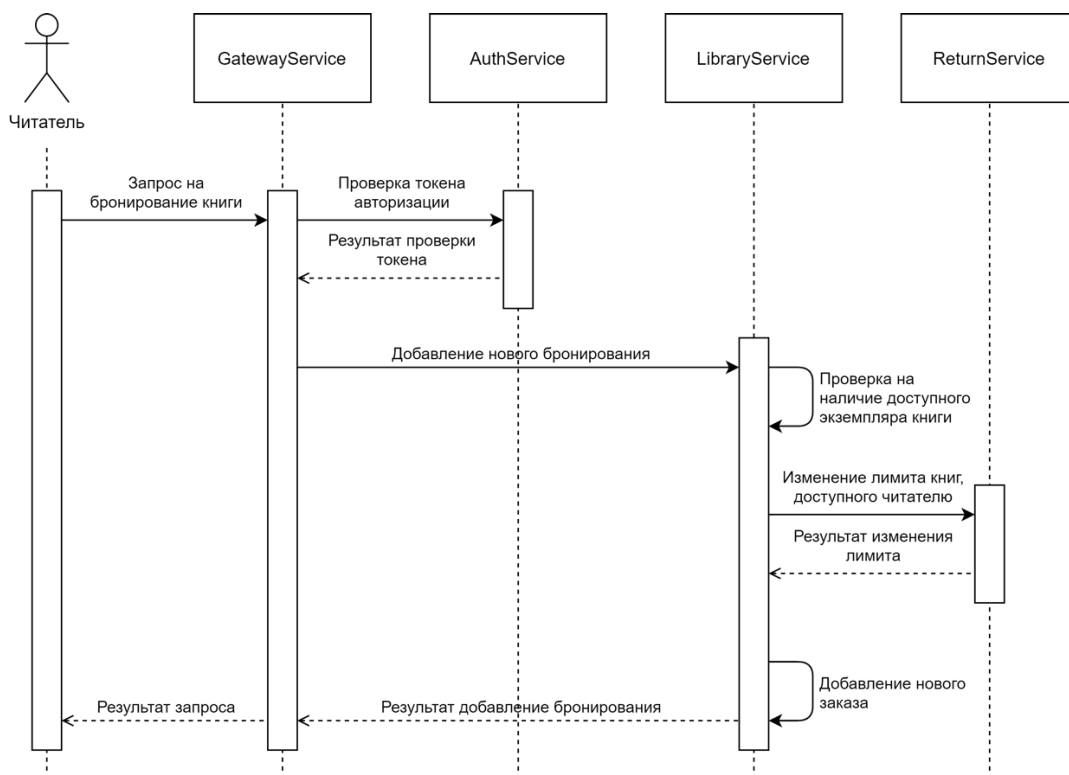 GatewayService
AuthService
LibraryService
ReturnService
Читатель
Запрос на
бронирование книги
Проверка токена
авторизации
Результат проверки
токена
Добавление нового бронирования
Проверка на
наличие доступного
экземпляра книги
Изменение лимита книг,
доступного читателю
Результат изменения
лимита
Добавление нового
заказа
Результат добавление бронирования
Результат запроса